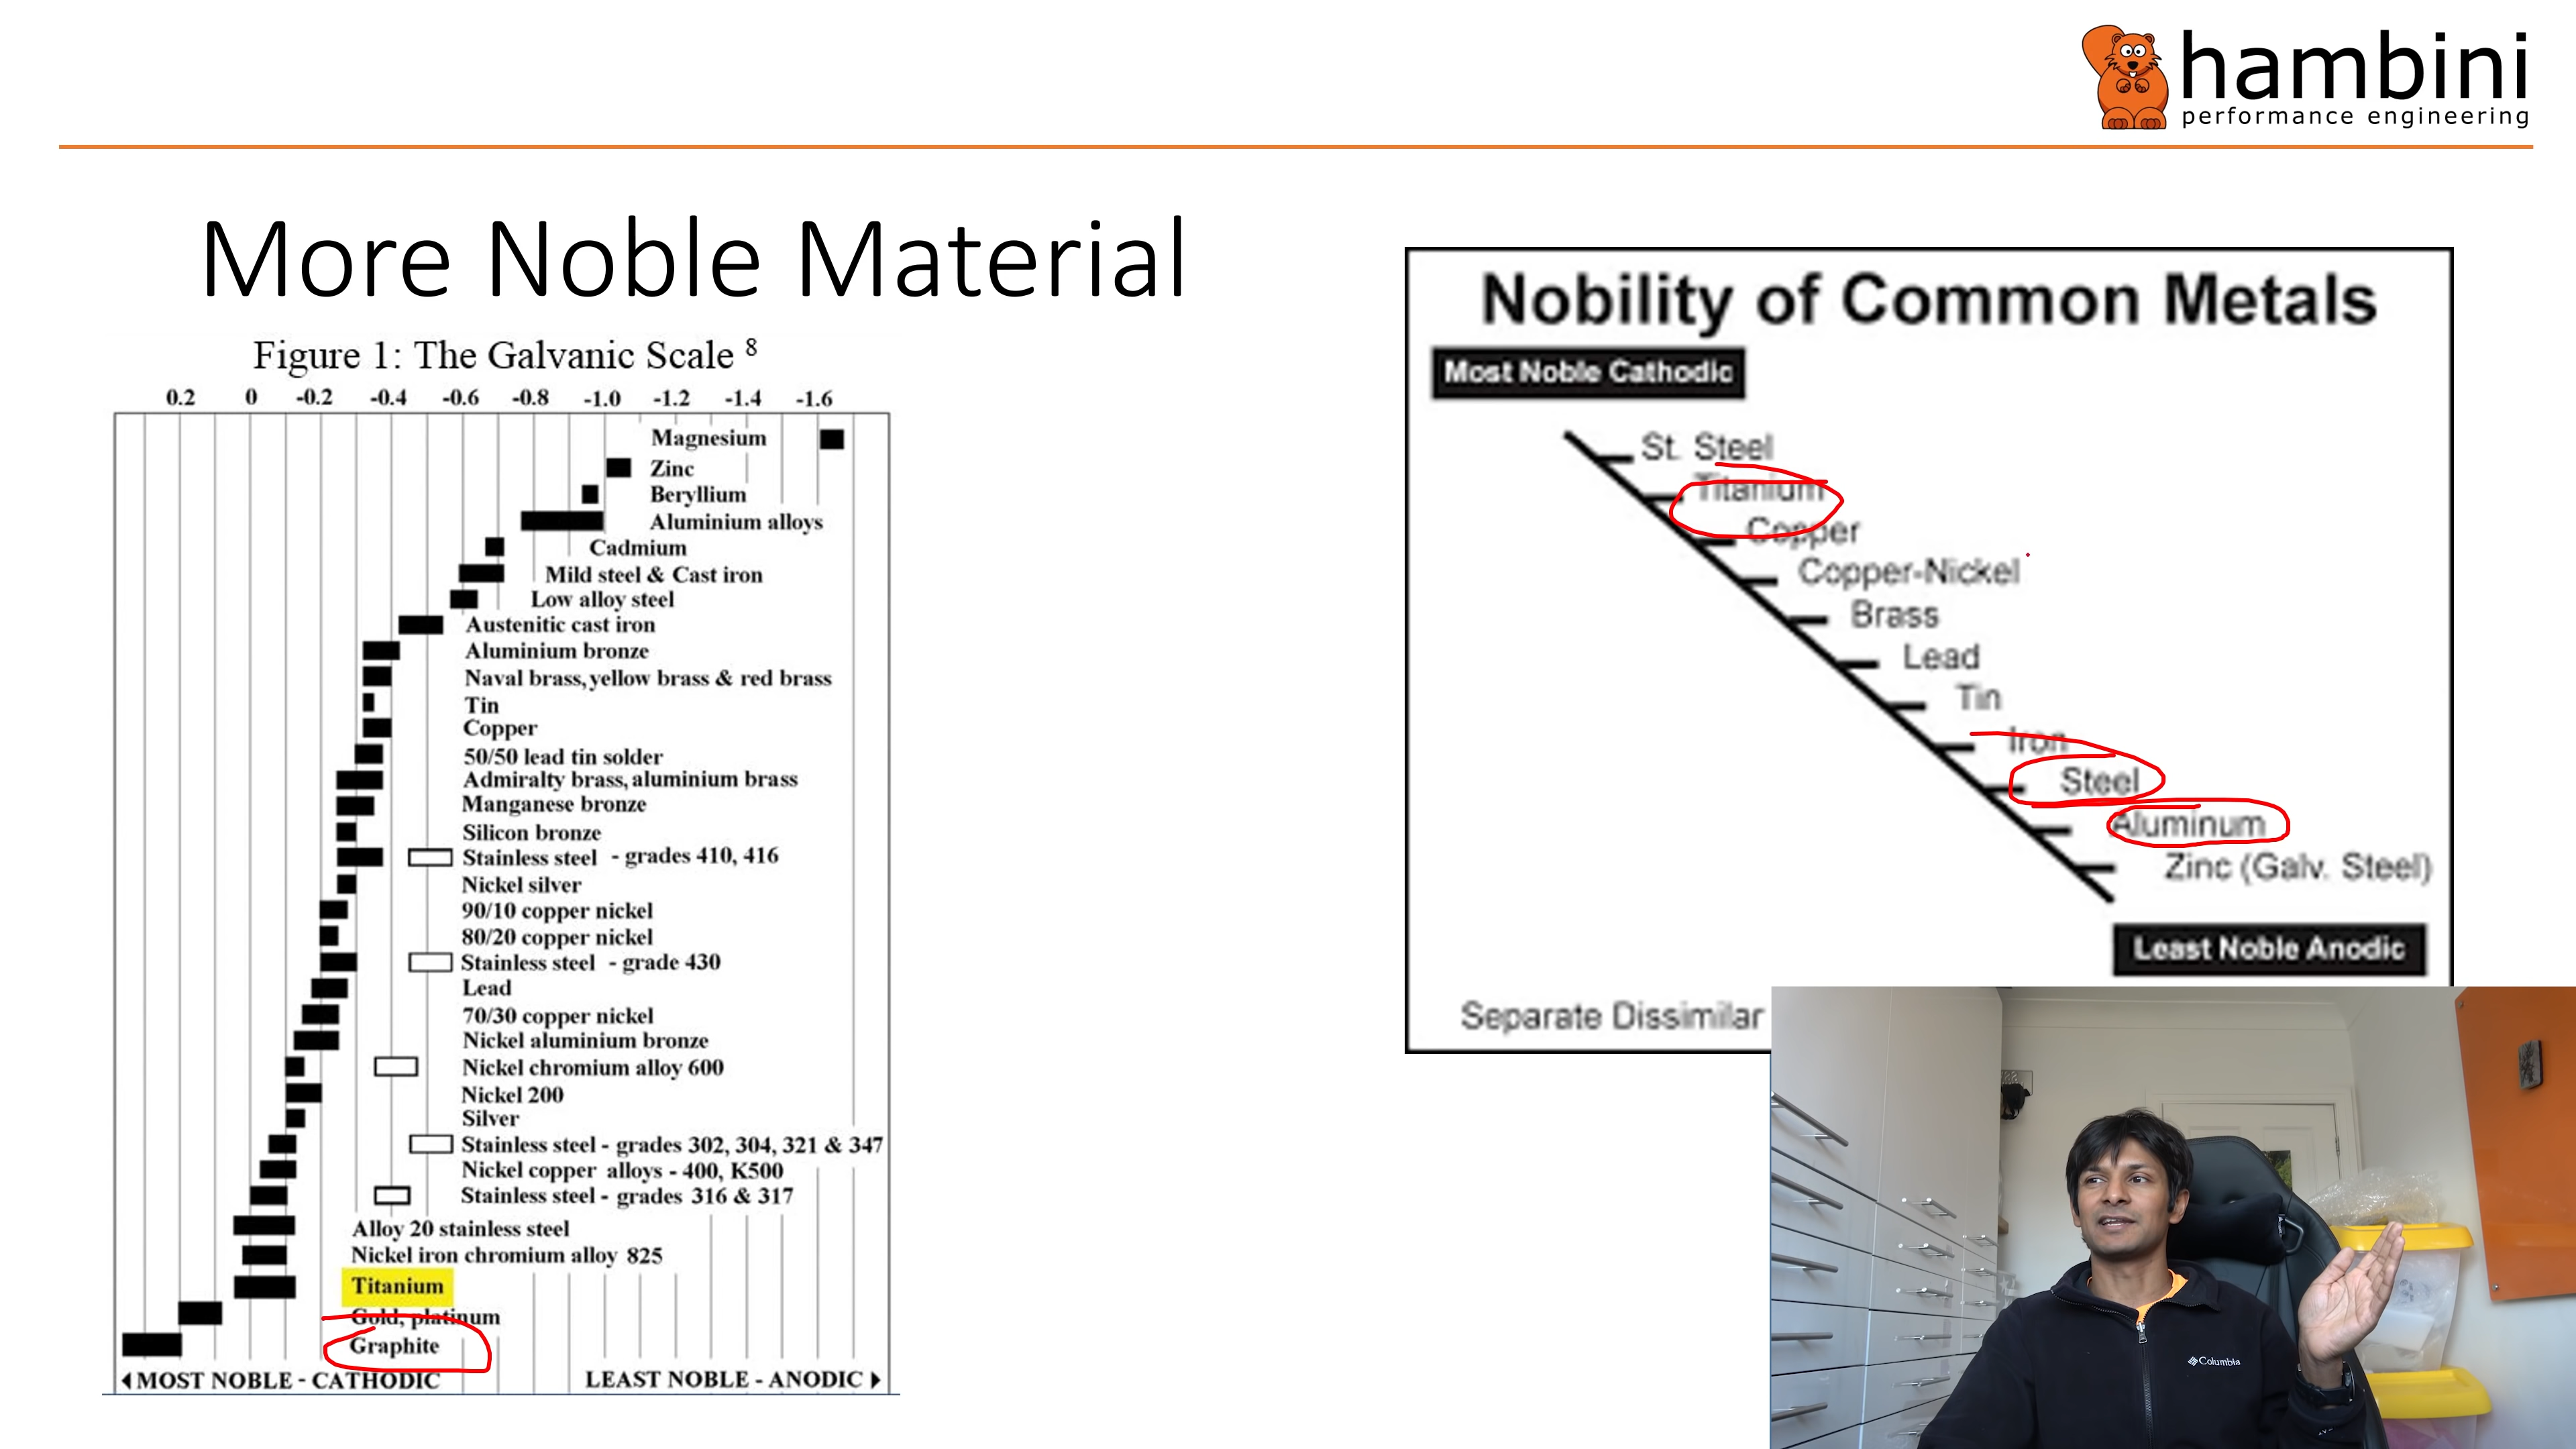 hambini
performance engineering
More Noble Material
Figure 1: The Galvanic Scale 8
0.2 0 -0.2 -0.4 -0.6 -0.8 -1.0 -1.2 -1.4 -1.6
Magnesium
Zinc
Beryllium
Aluminium alloys
Cadmium
Mild steel & Cast iron
Low alloy steel
Austenitic cast iron
Aluminium bronze
Naval brass, yellow brass & red brass
Tin
Copper
50/50 lead tin solder
Admiralty brass, aluminium brass
Manganese bronze
Silicon bronze
Stainless steel - grades 410, 416
Nickel silver
90/10 copper nickel
80/20 copper nickel
Stainless steel - grade 430
Lead
70/30 copper nickel
Nickel aluminium bronze
Nickel chromium alloy 600
Nickel 200
Silver
Stainless steel - grades 302, 304, 321 & 347
Nickel copper alloys - 400, K500
Stainless steel - grades 316 & 317
Alloy 20 stainless steel
Nickel iron chromium alloy 825
Titanium
Gold, platinum
Graphite
MOST NOBLE - CATHODIC
LEAST NOBLE - ANODIC
Nobility of Common Metals
Most Noble Cathodic
St. Steel
Titanium
Copper
Copper-Nickel
Brass
Lead
Tin
Iron
Steel
Aluminum
Zinc (Galv. Steel)
Least Noble Anodic
Separate Dissimilar
Columbia